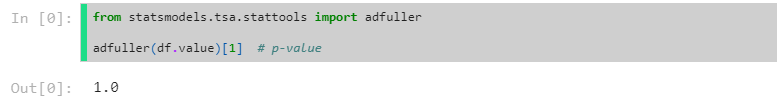 In [0]: from statsmodels.tsa.stattools import adfuller
adfuller(df.value)[1]  # p-value
Out[0]: 1.0